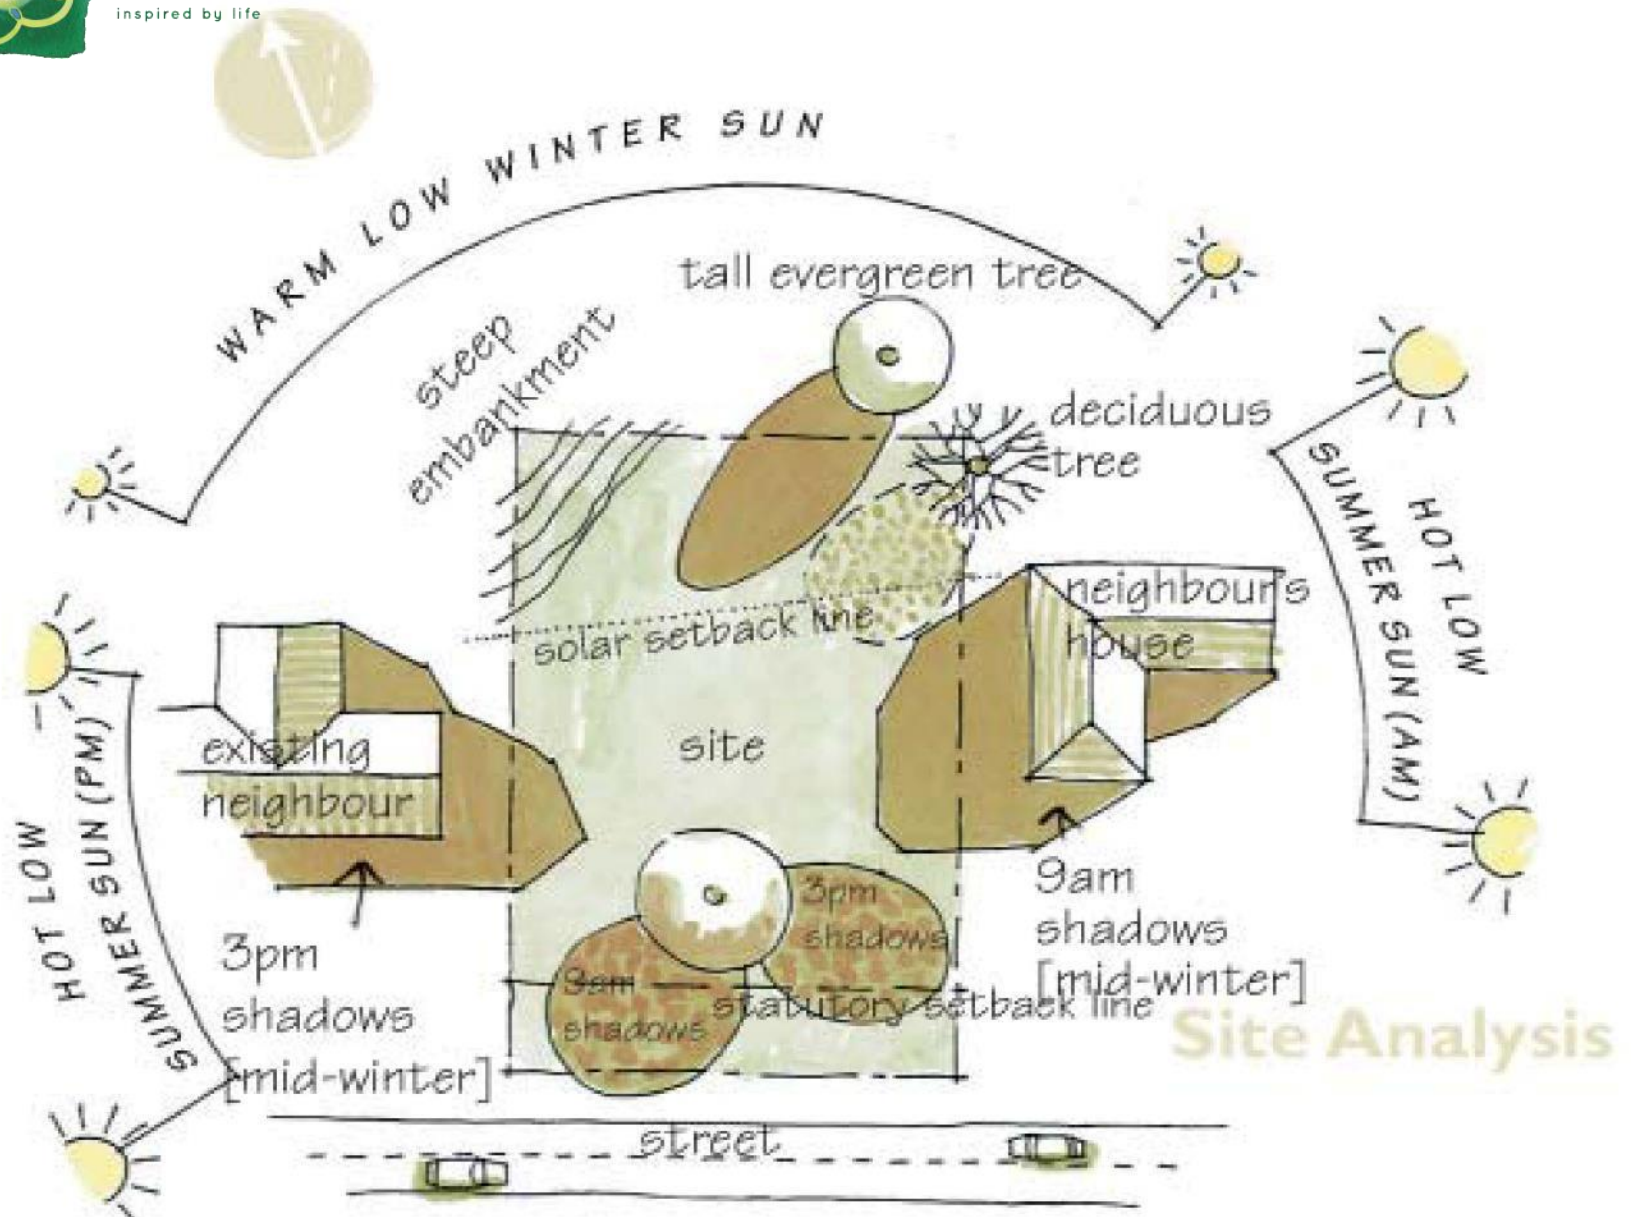 inspired by life
WARM LOW WINTER SUN
tall evergreen tree
steep
embankment
deciduous
tree
HOT LOW
SUMMER SUN (AM)
neighbour's
house
solar setback line
site
existing
neighbour
HOT LOW
SUMMER SUN (PM)
SUMMER
3pm
shadows
9am
shadows
[mid-winter]
3pm
shadows
[mid-winter]
9am
shadows
statutory setback line
Site Analysis
street